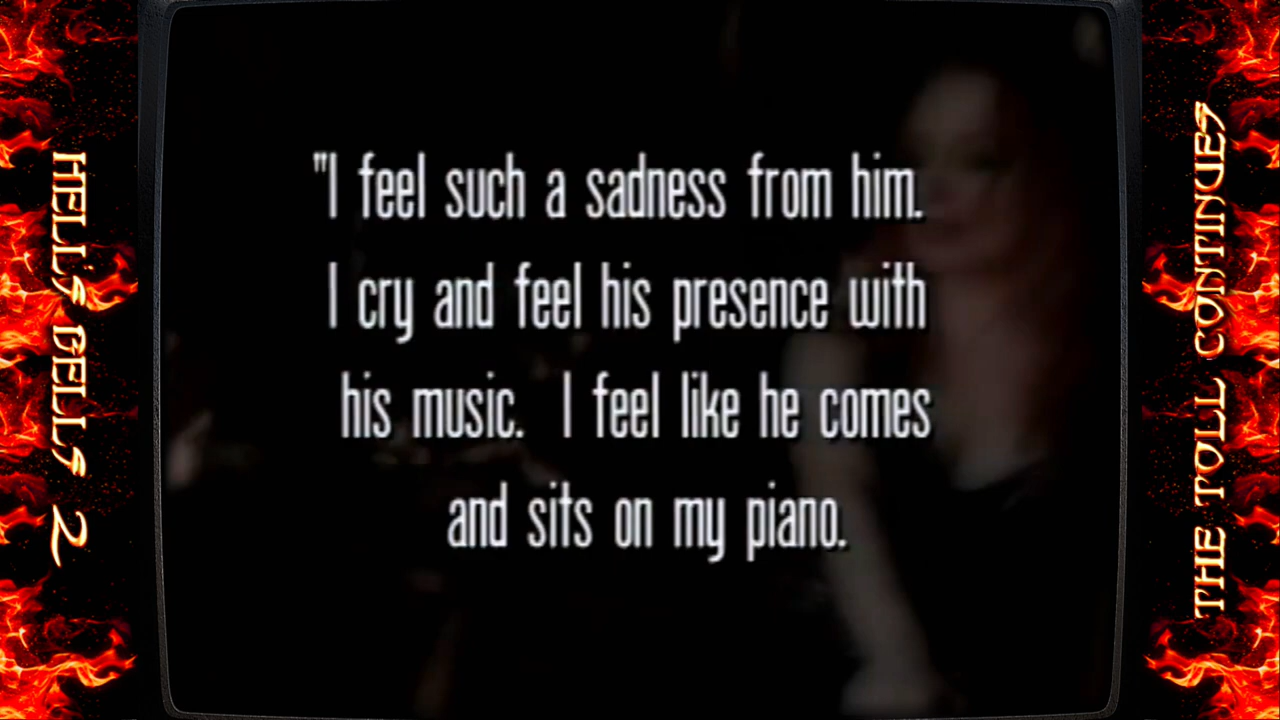 HELL'S BELLS 2
"I feel such a sadness from him.
I cry and feel his presence with
his music. I feel like he comes
and sits on my piano.
THE TOLL CONTINUES